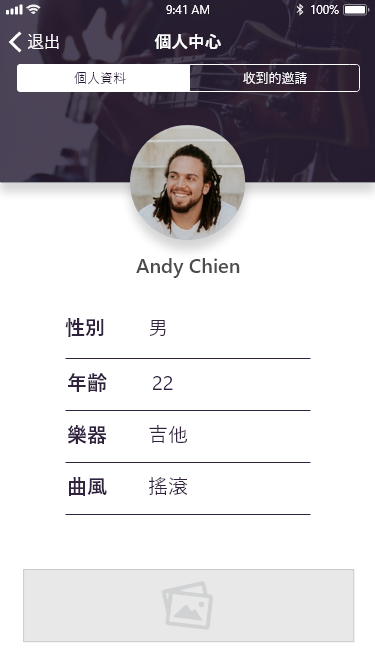 9:41 AM 100%
退出 個人中心
個人資料 收到的邀請
Andy Chien
性別 男
年齡 22
樂器 吉他
曲風 搖滾